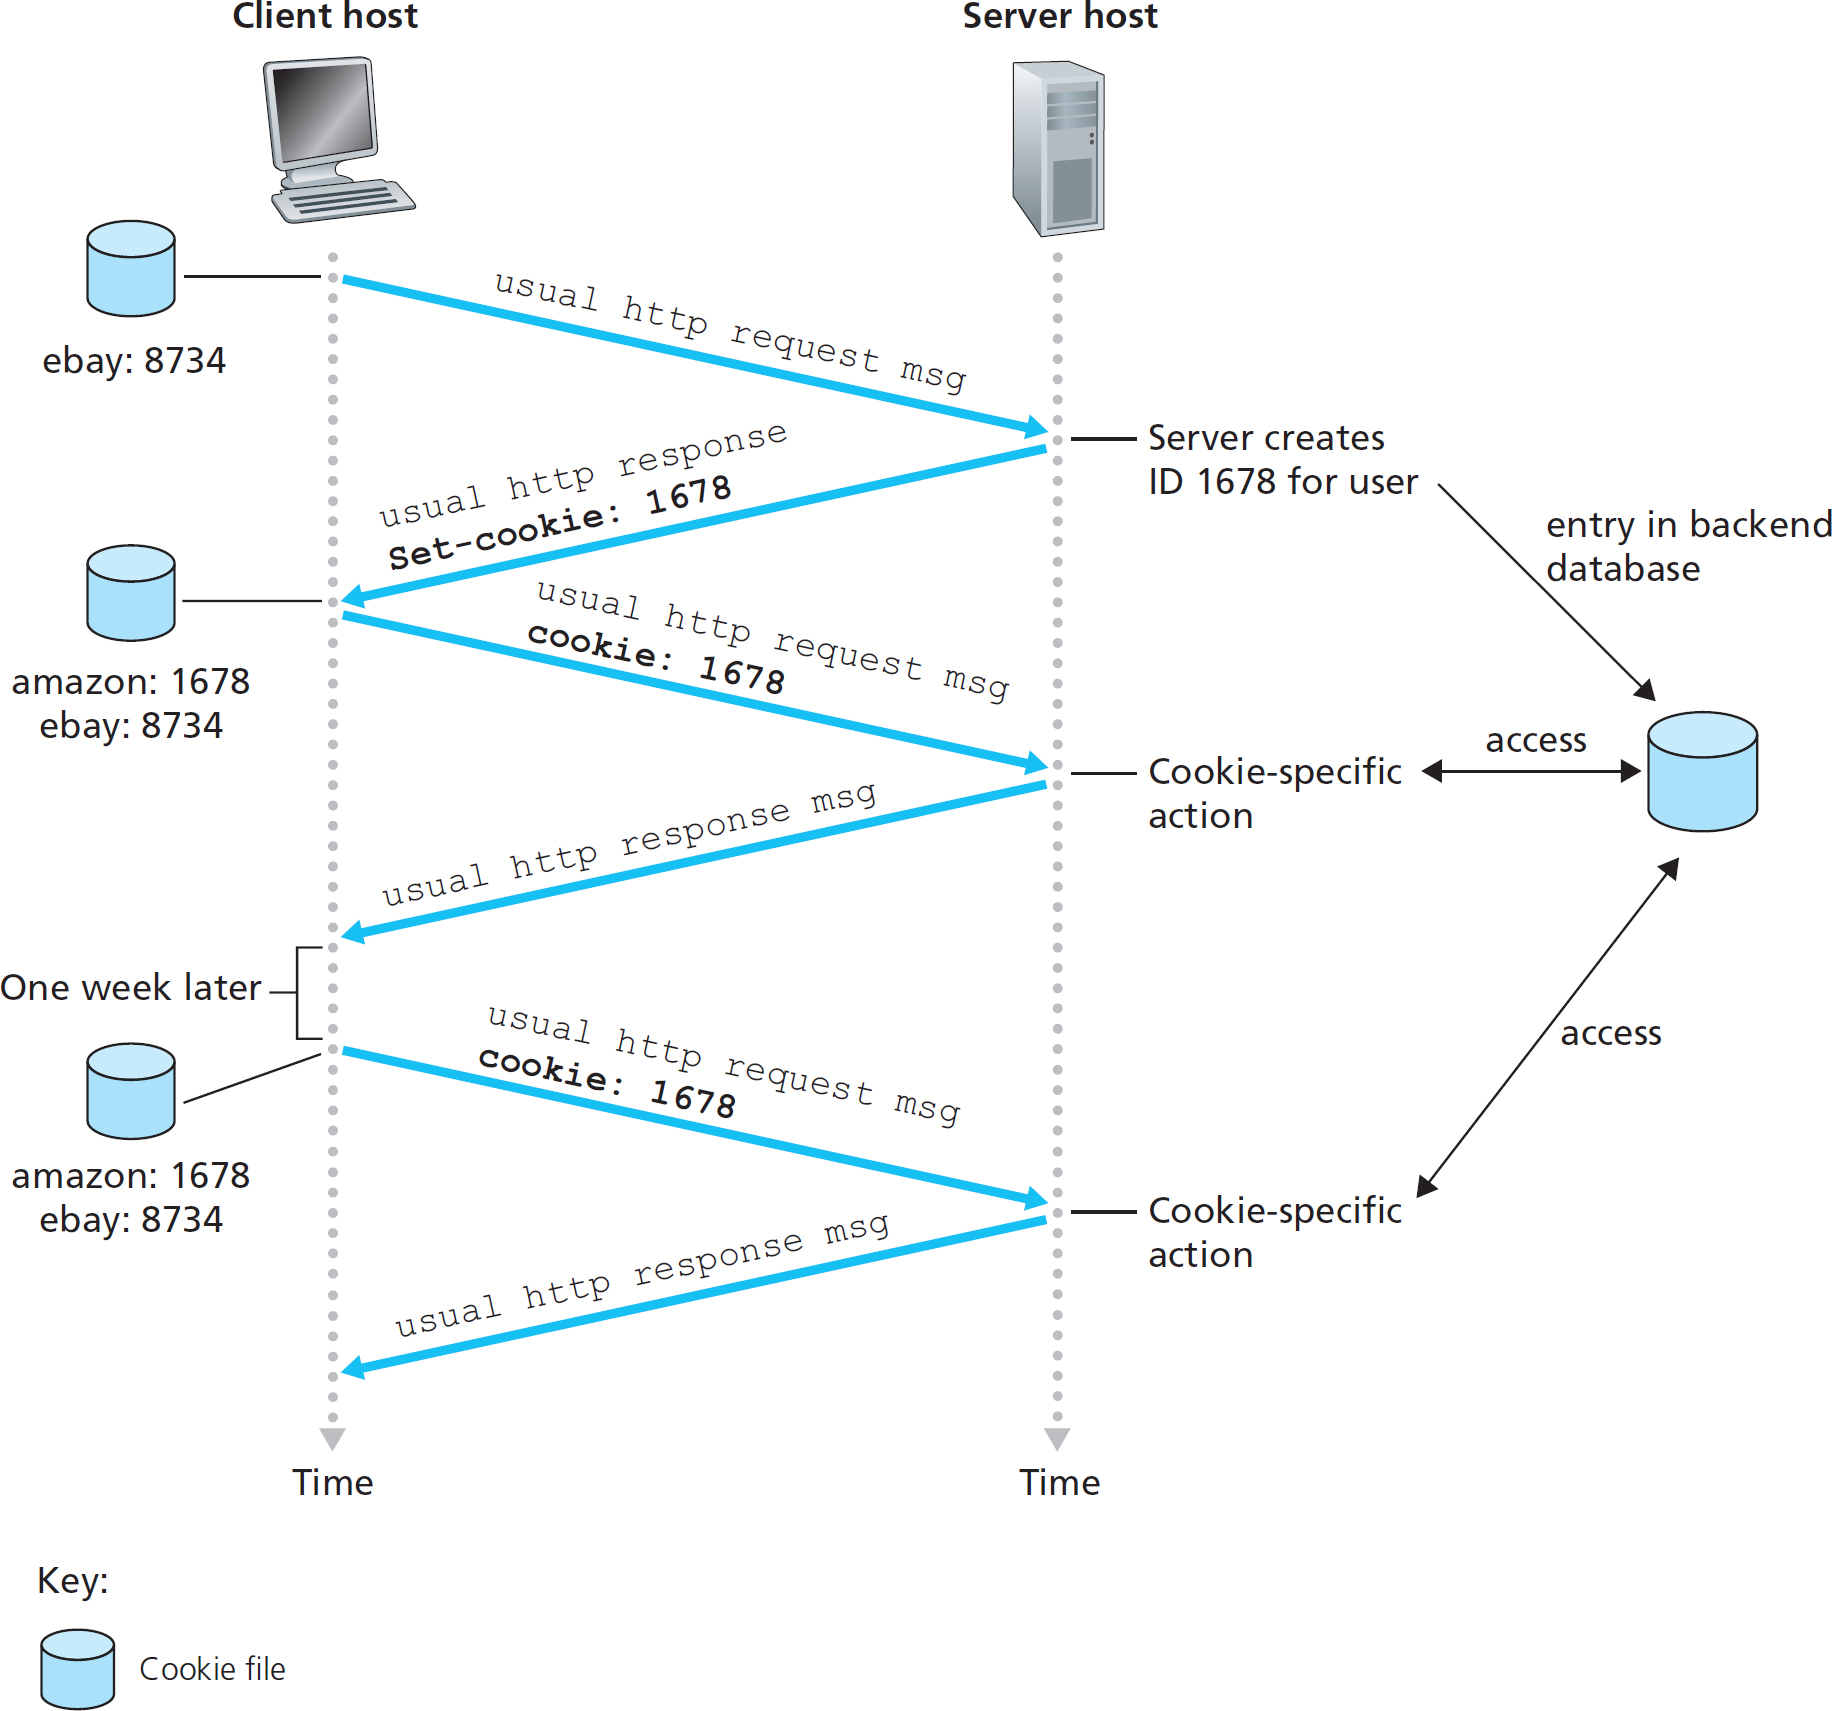 Client host
Server host
usual http request msg
ebay: 8734
Server creates
ID 1678 for user
usual http response
Set-cookie: 1678
entry in backend
database
usual http request msg
cookie: 1678
amazon: 1678
ebay: 8734
access
Cookie-specific
action
usual http response msg
One week later
usual http request msg
cookie: 1678
access
amazon: 1678
ebay: 8734
Cookie-specific
action
usual http response msg
Time
Time
Key:
Cookie file